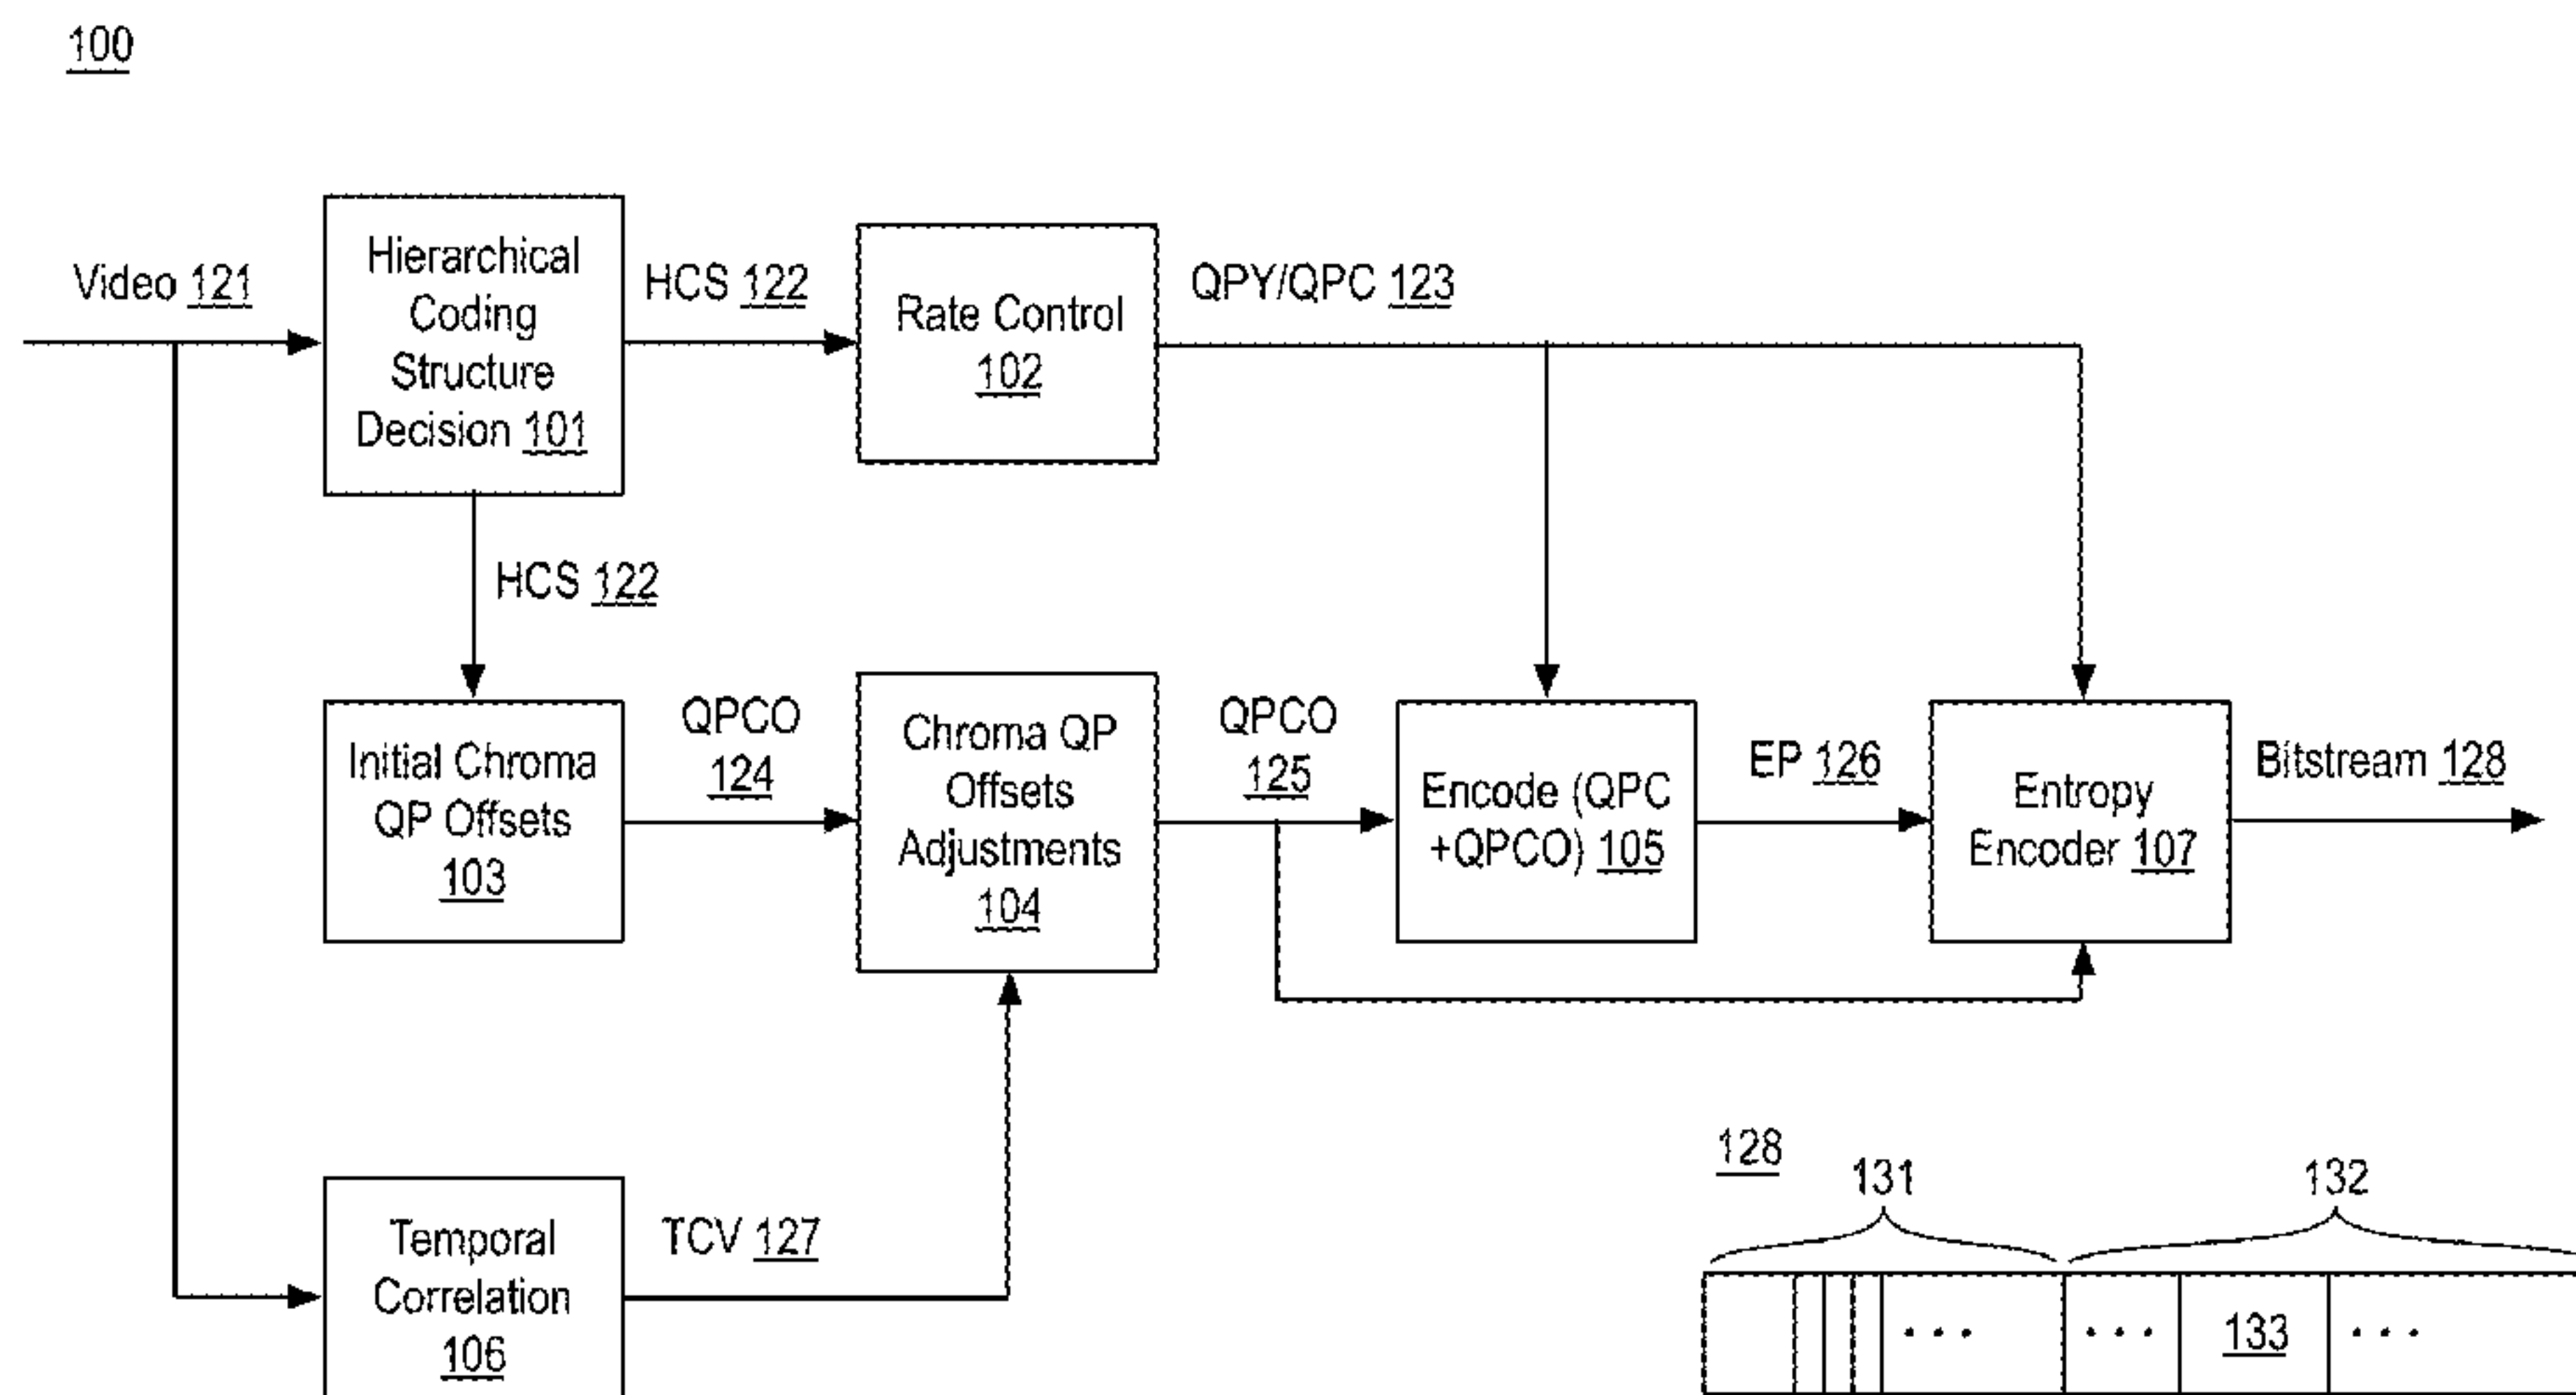 100
Video 121
Hierarchical
Coding
Structure
Decision 101
HCS 122
Rate Control
102
QPY/QPC 123
HCS 122
Initial Chroma
QP Offsets
103
QPCO
124
Chroma QP
Offsets
Adjustments
104
QPCO
125
Encode (QPC
+QPCO) 105
EP 126
Entropy
Encoder 107
Bitstream 128
Temporal
Correlation
106
TCV 127
128
131
132
• • •
• • •
133
• • •